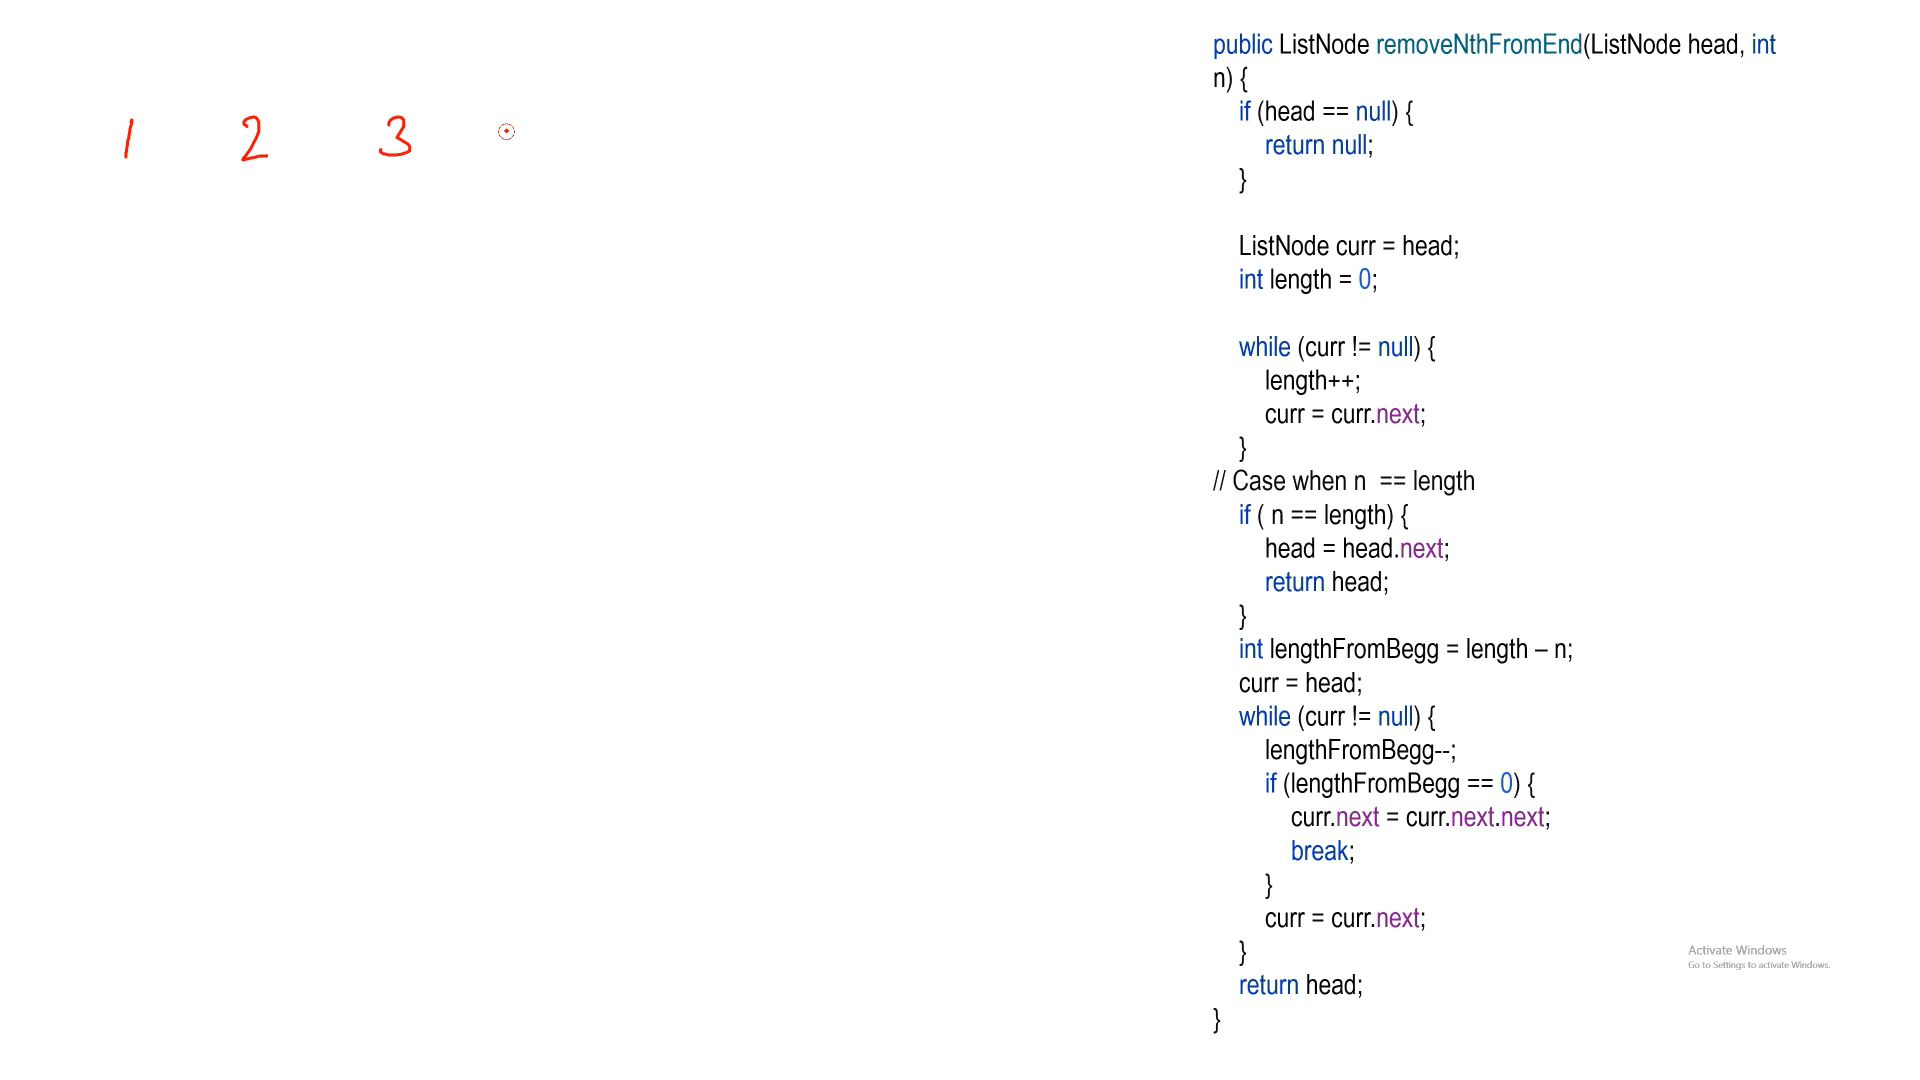 1 2 3
public ListNode removeNthFromEnd(ListNode head, int
n) {
if (head == null) {
return null;
}
ListNode curr = head;
int length = 0;
while (curr != null) {
length++;
curr = curr.next;
}
// Case when n  == length
if ( n == length) {
head = head.next;
return head;
}
int lengthFromBegg = length – n;
curr = head;
while (curr != null) {
lengthFromBegg--;
if (lengthFromBegg == 0) {
curr.next = curr.next.next;
break;
}
curr = curr.next;
}
return head;
}
Activate Windows
Go to Settings to activate Windows.